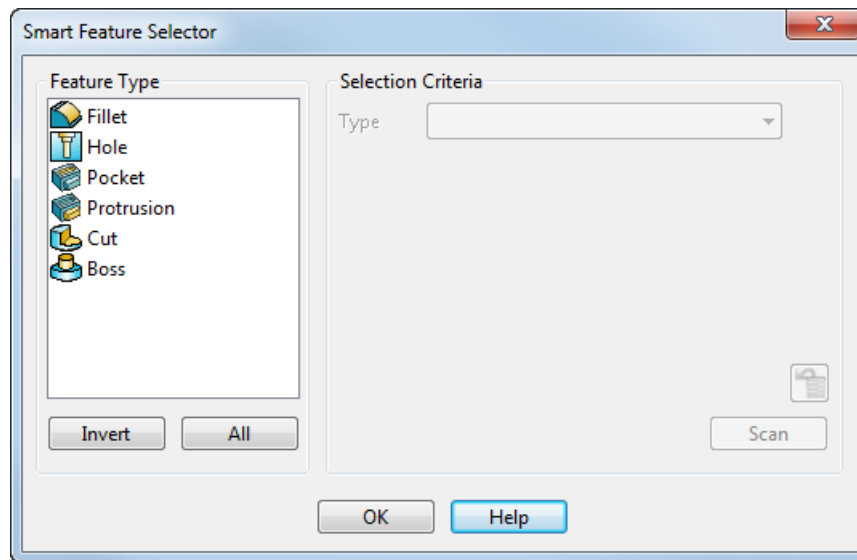 Smart Feature Selector
Feature Type
Fillet
Hole
Pocket
Protrusion
Cut
Boss
Invert
All
Selection Criteria
Type
Scan
OK
Help